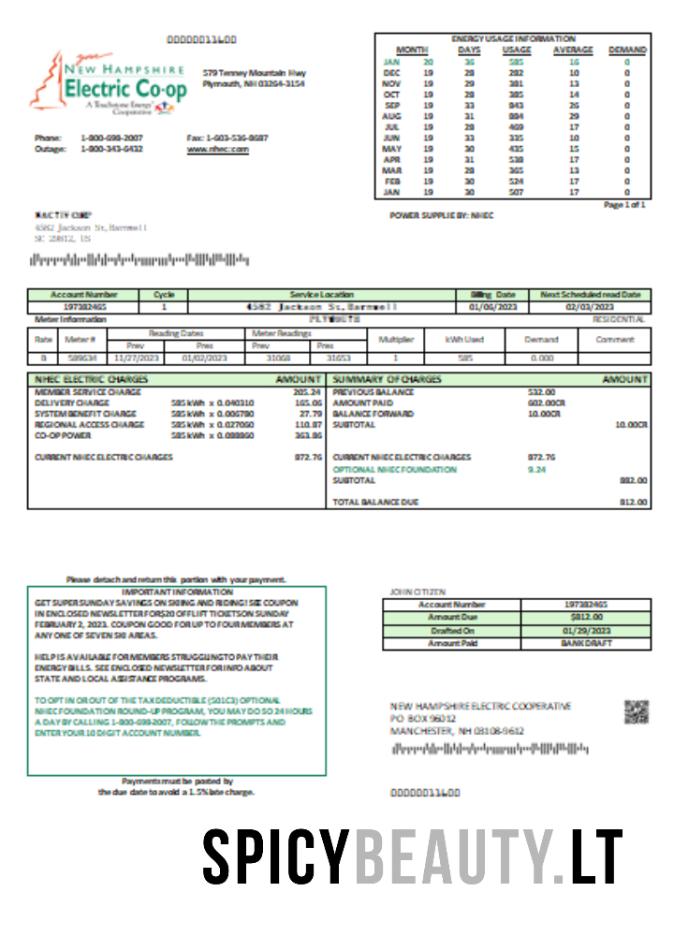 00000011600
your
NEW HAMPSHIRE
Electric Co-op
A Touchstone Energy®
Cooperative
579 Tenney Mountain Hwy
Plymouth, NH 03264-3154
Phone: 1-800-698-2007 Fax: 1-603-536-8687
Outage: 1-800-343-6432 www.nhec.com
ENERGY USAGE INFORMATION
MONTH DAYS USAGE AVERAGE DEMAND
JAN 20 36 585 16 0
DEC 19 28 282 10 0
NOV 19 29 381 13 0
OCT 19 28 385 14 0
SEP 19 33 843 26 0
AUG 19 31 884 29 0
JUL 19 28 469 17 0
JUN 19 33 335 10 0
MAY 19 30 435 15 0
APR 19 31 538 17 0
MAR 19 28 365 13 0
FEB 19 30 524 17 0
JAN 19 30 507 17 0
Page 1 of 1
POWER SUPPLIE BY: NHEC
4582 Jackson St,Barnwell
SC 29812, US
Account Number Cycle Service Location Billing Date Next Scheduled read Date
197382465 1 4582 Jackson St,Barnwell 01/06/2023 02/03/2023
Meter Information PLYMOUTH RESIDENTIAL
Rate Meter # Reading Dates Meter Readings Multiplier kWh Used Demand Comment
Prev Pres Prev Pres
B 589634 11/27/2023 01/02/2023 31068 31653 1 585 0.000
NHEC ELECTRIC CHARGES AMOUNT
MEMBER SERVICE CHARGE 205.24
DELIVERY CHARGE 585 kWh x 0.040310 165.06
SYSTEM BENEFIT CHARGE 585 kWh x 0.006780 27.79
REGIONAL ACCESS CHARGE 585 kWh x 0.027060 110.87
CO-OP POWER 585 kWh x 0.088860 363.86
CURRENT NHEC ELECTRIC CHARGES 872.76
SUMMARY OF CHARGES AMOUNT
PREVIOUS BALANCE 532.00
AMOUNT PAID 602.00CR
BALANCE FORWARD 10.00CR
SUBTOTAL 10.00CR
CURRENT NHEC ELECTRIC CHARGES 872.76
OPTIONAL NHEC FOUNDATION 9.24
SUBTOTAL 882.00
TOTAL BALANCE DUE 812.00
Please detach and return this portion with your payment.
IMPORTANT INFORMATION
GET SUPER SUNDAY SAVINGS ON SKIING AND RIDING! SEE COUPON
IN ENCLOSED NEWSLETTER FOR $20 OFF LIFT TICKETS ON SUNDAY
FEBRUARY 2, 2023. COUPON GOOD FOR UP TO FOUR MEMBERS AT
ANY ONE OF SEVEN SKI AREAS.
HELP IS AVAILABLE FOR MEMBERS STRUGGLING TO PAY THEIR
ENERGY BILLS. SEE ENCLOSED NEWSLETTER FOR INFO ABOUT
STATE AND LOCAL ASSISTANCE PROGRAMS.
TO OPT IN OR OUT OF THE TAX DEDUCTIBLE (501C3) OPTIONAL
NHEC FOUNDATION ROUND-UP PROGRAM, YOU MAY DO SO 24 HOURS
A DAY BY CALLING 1-800-698-2007, FOLLOW THE PROMPTS AND
ENTER YOUR 10 DIGIT ACCOUNT NUMBER.
Payments must be posted by
the due date to avoid a 1.5% late charge.
JOHN CITIZEN
Account Number 197382465
Amount Due $812.00
Drafted On 01/29/2023
Amount Paid BANK DRAFT
NEW HAMPSHIRE ELECTRIC COOPERATIVE
PO BOX 96012
MANCHESTER, NH 03108-9612
00000011600
SPICYBEAUTY.LT